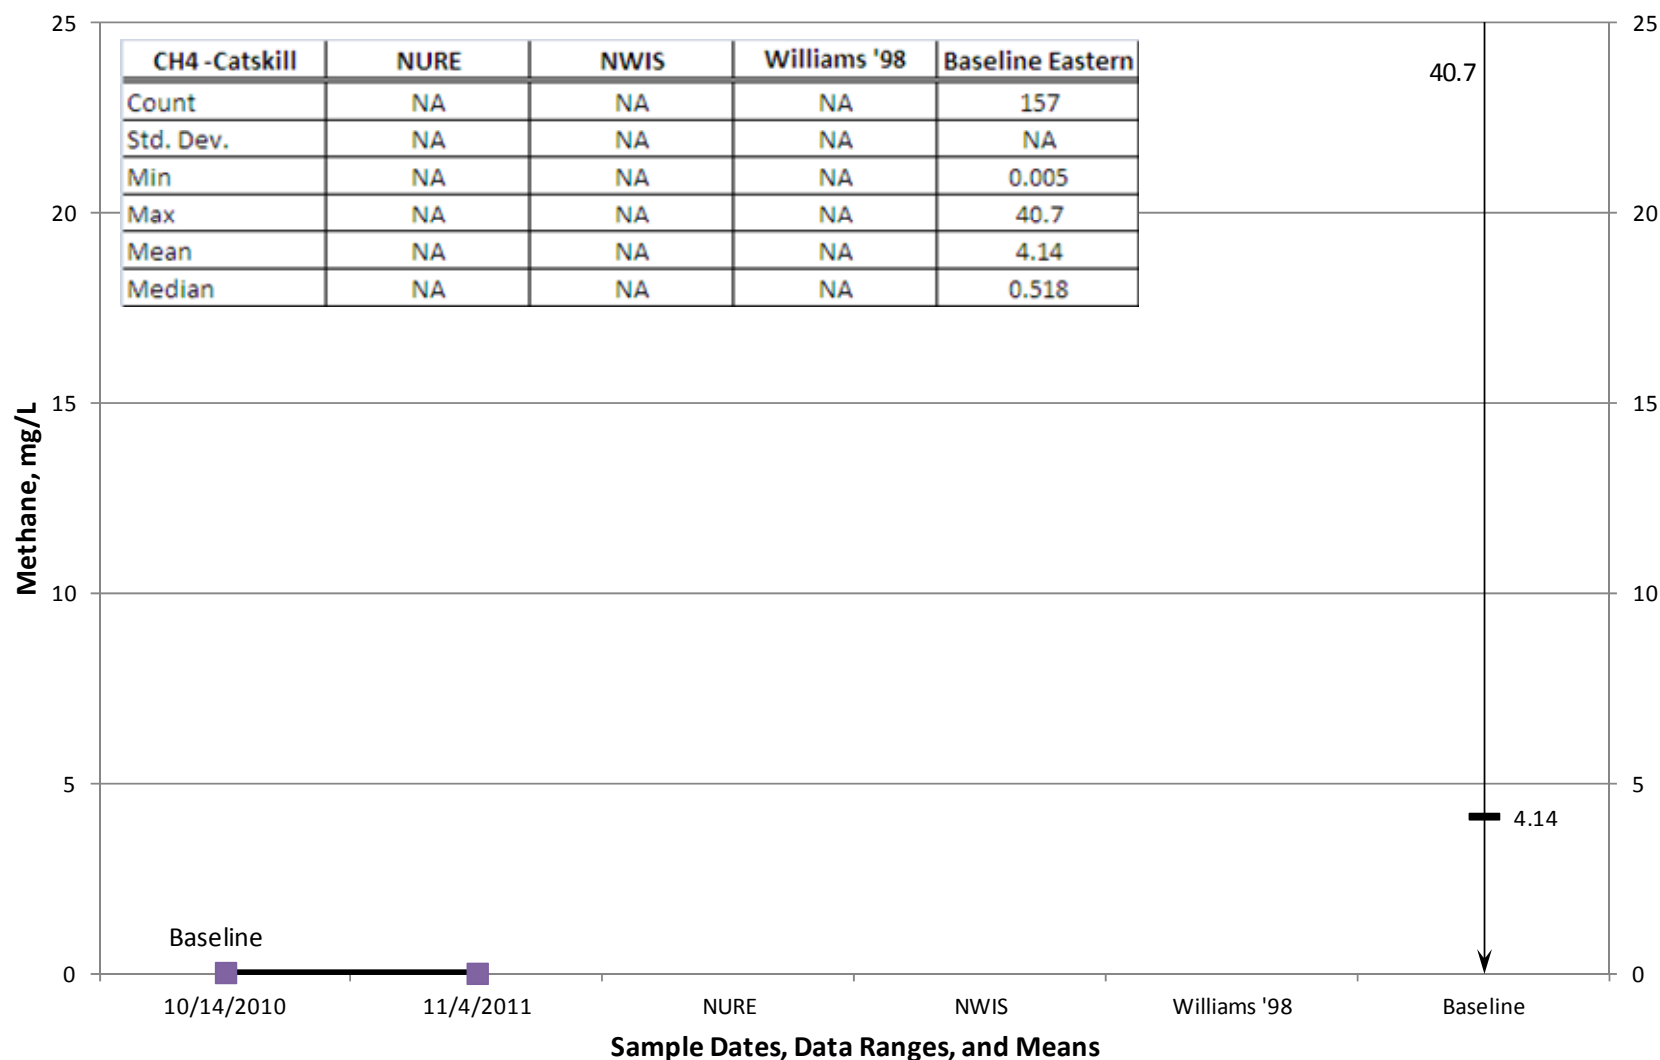 25
20
15
10
5
0
Methane, mg/L
CH4 -Catskill NURE NWIS Williams '98 Baseline Eastern
Count NA NA NA 157
Std. Dev. NA NA NA NA
Min NA NA NA 0.005
Max NA NA NA 40.7
Mean NA NA NA 4.14
Median NA NA NA 0.518
40.7
4.14
Baseline
25
20
15
10
5
0
10/14/2010 11/4/2011 NURE NWIS Williams '98 Baseline
Sample Dates, Data Ranges, and Means